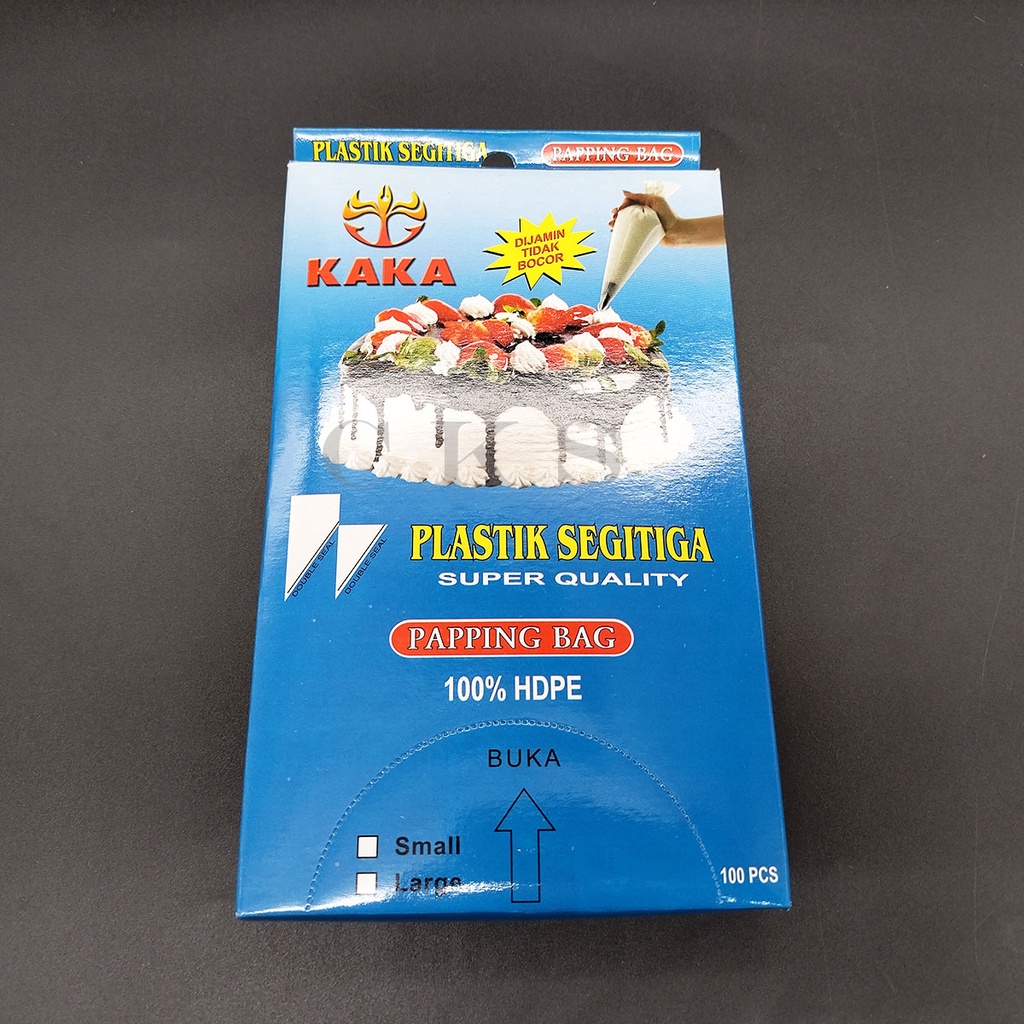 PLASTIK SEGITIGA
PAPPING BAG
KAKA
DIJAMIN
TIDAK
BOCOR
CKS
DOUBLE SEAL
DOUBLE SEAL
PLASTIK SEGITIGA
SUPER QUALITY
PAPPING BAG
100% HDPE
BUKA
Small
Large
100 PCS